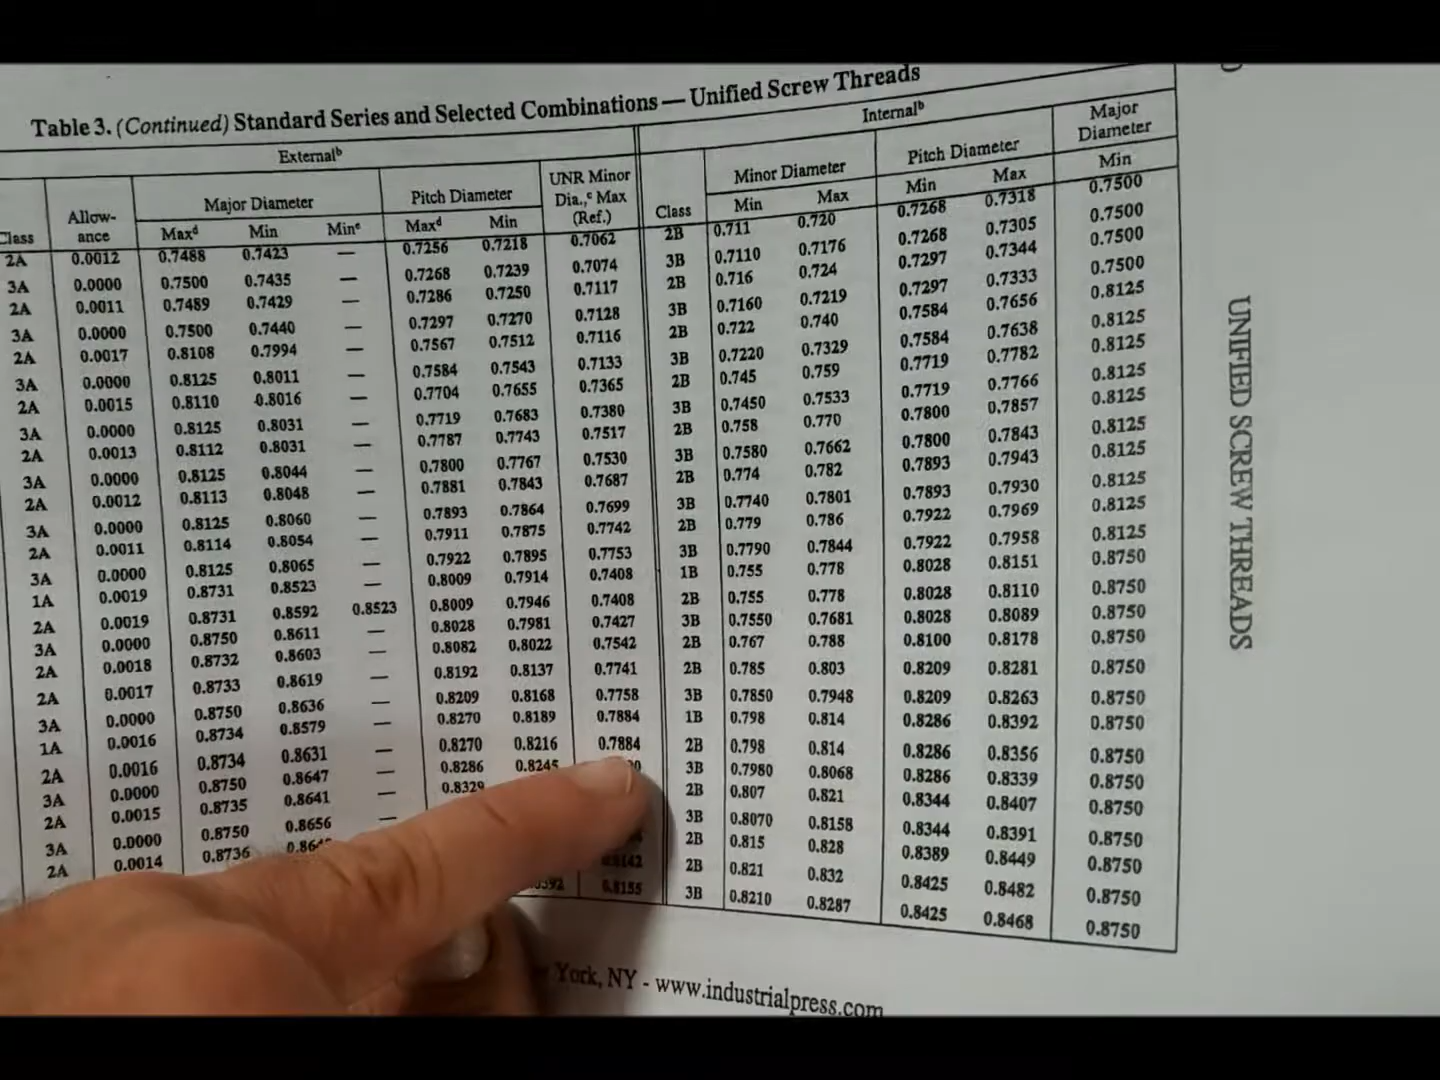 Table 3. (Continued) Standard Series and Selected Combinations — Unified Screw Threads
Externalᵇ Internalᵇ
Class Allow-ance Major Diameter Pitch Diameter UNR Minor Dia.,ᶜ Max (Ref.) Class Minor Diameter Pitch Diameter Major Diameter
Maxᵈ Min Minᵉ Maxᵈ Min Min Max Min Max Min
2A 0.0012 0.7488 0.7423 — 0.7256 0.7218 0.7062 2B 0.711 0.720 0.7268 0.7318 0.7500
3A 0.0000 0.7500 0.7435 — 0.7268 0.7239 0.7074 3B 0.7110 0.7176 0.7268 0.7305 0.7500
2A 0.0011 0.7489 0.7429 — 0.7286 0.7250 0.7117 2B 0.716 0.724 0.7297 0.7344 0.7500
3A 0.0000 0.7500 0.7440 — 0.7297 0.7270 0.7128 3B 0.7160 0.7219 0.7297 0.7333 0.7500
2A 0.0017 0.8108 0.7994 — 0.7567 0.7512 0.7116 2B 0.722 0.740 0.7584 0.7656 0.8125
3A 0.0000 0.8125 0.8011 — 0.7584 0.7543 0.7133 3B 0.7220 0.7329 0.7584 0.7638 0.8125
2A 0.0015 0.8110 0.8016 — 0.7704 0.7655 0.7365 2B 0.745 0.759 0.7719 0.7782 0.8125
3A 0.0000 0.8125 0.8031 — 0.7719 0.7683 0.7380 3B 0.7450 0.7533 0.7719 0.7766 0.8125
2A 0.0013 0.8112 0.8031 — 0.7787 0.7743 0.7517 2B 0.758 0.770 0.7800 0.7857 0.8125
3A 0.0000 0.8125 0.8044 — 0.7800 0.7767 0.7530 3B 0.7580 0.7662 0.7800 0.7843 0.8125
2A 0.0012 0.8113 0.8048 — 0.7881 0.7843 0.7687 2B 0.774 0.782 0.7893 0.7943 0.8125
3A 0.0000 0.8125 0.8060 — 0.7893 0.7864 0.7699 3B 0.7740 0.7801 0.7893 0.7930 0.8125
2A 0.0011 0.8114 0.8054 — 0.7911 0.7875 0.7742 2B 0.779 0.786 0.7922 0.7969 0.8125
3A 0.0000 0.8125 0.8065 — 0.7922 0.7895 0.7753 3B 0.7790 0.7844 0.7922 0.7958 0.8125
1A 0.0019 0.8731 0.8523 — 0.8009 0.7914 0.7408 1B 0.755 0.778 0.8028 0.8151 0.8750
2A 0.0019 0.8731 0.8592 0.8523 0.8009 0.7946 0.7408 2B 0.755 0.778 0.8028 0.8110 0.8750
3A 0.0000 0.8750 0.8611 — 0.8028 0.7981 0.7427 3B 0.7550 0.7681 0.8028 0.8089 0.8750
2A 0.0018 0.8732 0.8603 — 0.8082 0.8022 0.7542 2B 0.767 0.788 0.8100 0.8178 0.8750
2A 0.0017 0.8733 0.8619 — 0.8192 0.8137 0.7741 2B 0.785 0.803 0.8209 0.8281 0.8750
3A 0.0000 0.8750 0.8636 — 0.8209 0.8168 0.7758 3B 0.7850 0.7948 0.8209 0.8263 0.8750
1A 0.0016 0.8734 0.8579 — 0.8270 0.8189 0.7884 1B 0.798 0.814 0.8286 0.8392 0.8750
2A 0.0016 0.8734 0.8631 — 0.8270 0.8216 0.7884 2B 0.798 0.814 0.8286 0.8356 0.8750
3A 0.0000 0.8750 0.8647 — 0.8286 0.8245 3B 0.7980 0.8068 0.8286 0.8339 0.8750
2A 0.0015 0.8735 0.8641 — 0.8329 2B 0.807 0.821 0.8344 0.8407 0.8750
3A 0.0000 0.8750 0.8656 — 3B 0.8070 0.8158 0.8344 0.8391 0.8750
2A 0.0014 0.8736 2B 0.815 0.828 0.8389 0.8449 0.8750
2B 0.821 0.832 0.8425 0.8482 0.8750
0.8155 3B 0.8210 0.8287 0.8425 0.8468 0.8750
York, NY - www.industrialpress.com
UNIFIED SCREW THREADS